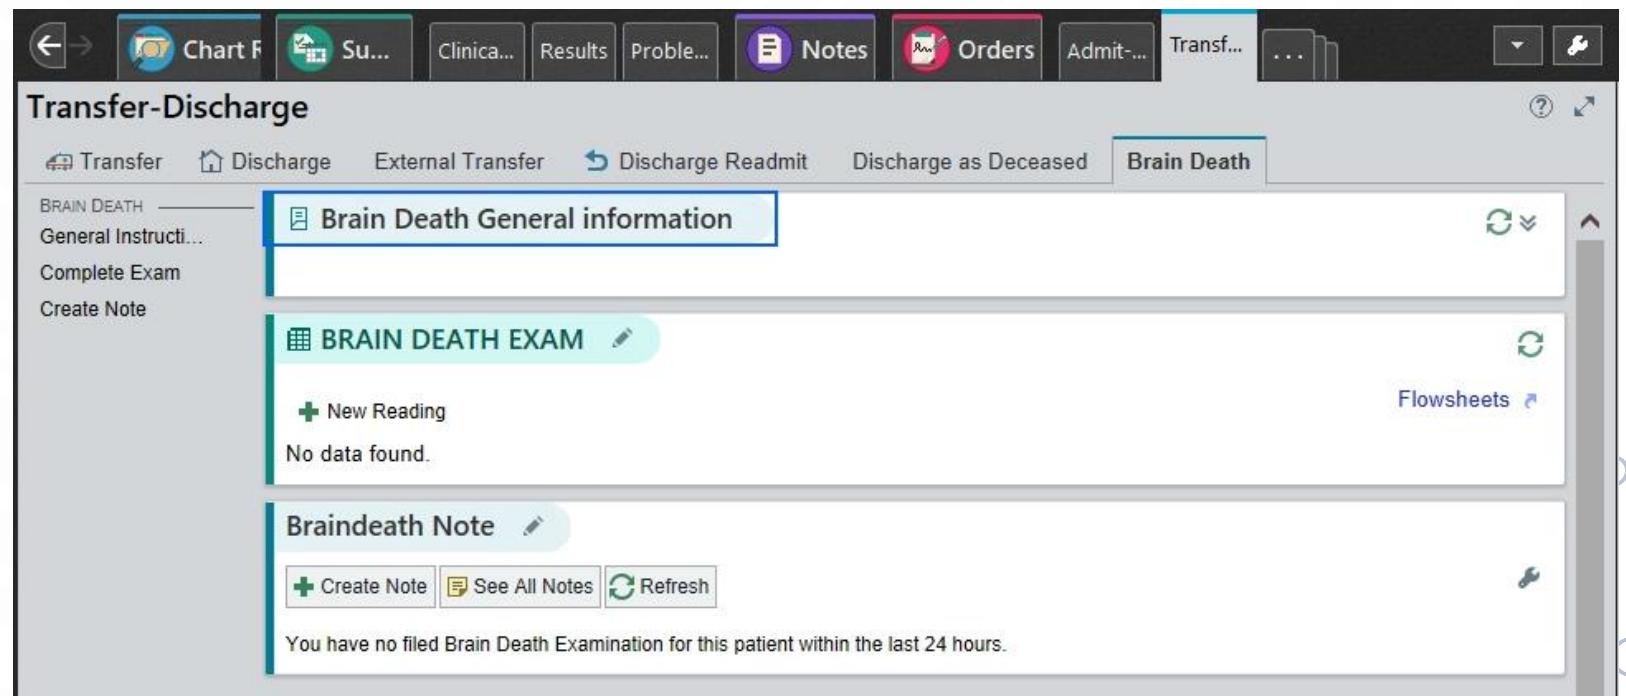 Chart R Su... Clinica... Results Proble... Notes Orders Admit-... Transf... ...
Transfer-Discharge
Transfer Discharge External Transfer Discharge Readmit Discharge as Deceased Brain Death
BRAIN DEATH
General Instructi...
Complete Exam
Create Note
Brain Death General information
BRAIN DEATH EXAM
New Reading
Flowsheets
No data found.
Braindeath Note
Create Note See All Notes Refresh
You have no filed Brain Death Examination for this patient within the last 24 hours.